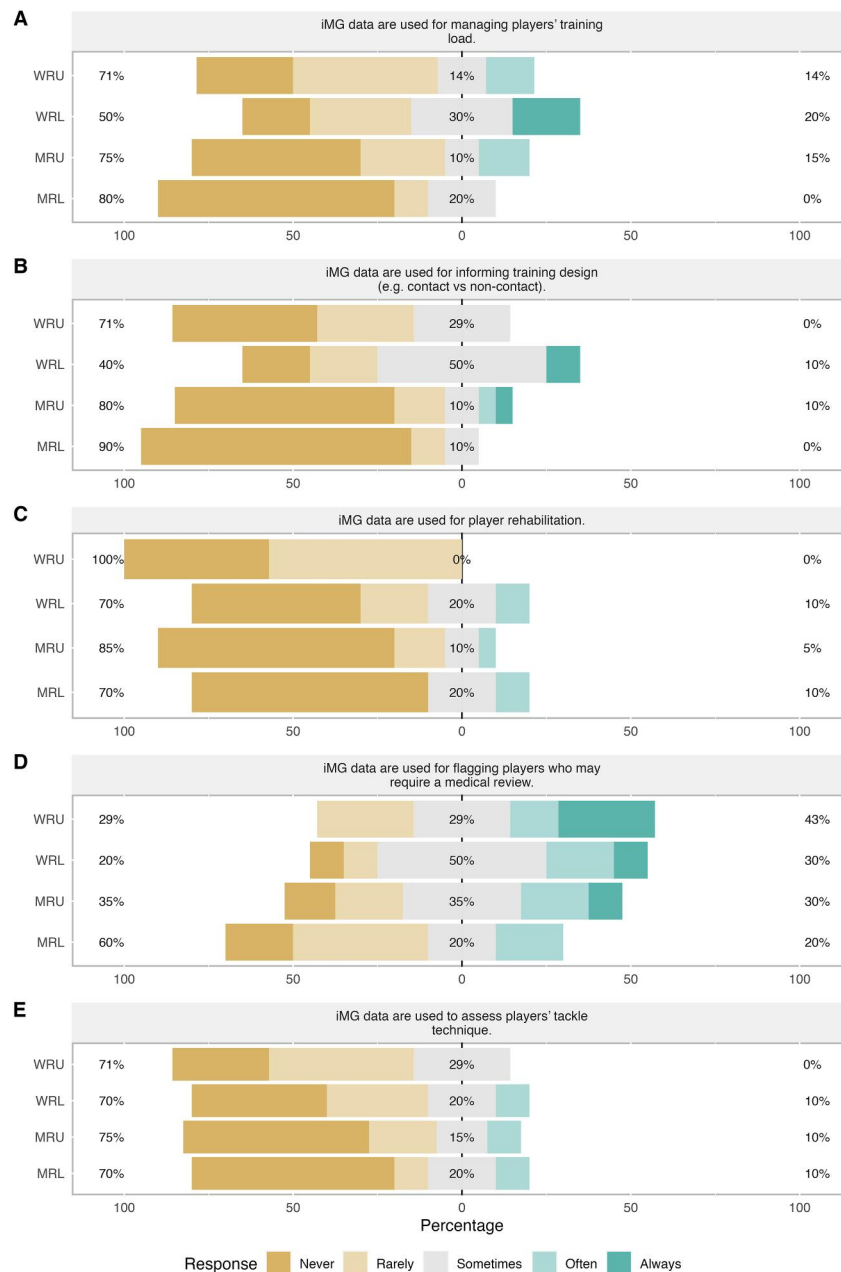 A
iMG data are used for managing players’ training
load.
WRU 71% 14% 14%
WRL 50% 30% 20%
MRU 75% 10% 15%
MRL 80% 20% 0%
100 50 0 50 100
B
iMG data are used for informing training design
(e.g. contact vs non-contact).
WRU 71% 29% 0%
WRL 40% 50% 10%
MRU 80% 10% 10%
MRL 90% 10% 0%
100 50 0 50 100
C
iMG data are used for player rehabilitation.
WRU 100% 0% 0%
WRL 70% 20% 10%
MRU 85% 10% 5%
MRL 70% 20% 10%
100 50 0 50 100
D
iMG data are used for flagging players who may
require a medical review.
WRU 29% 29% 43%
WRL 20% 50% 30%
MRU 35% 35% 30%
MRL 60% 20% 20%
100 50 0 50 100
E
iMG data are used to assess players’ tackle
technique.
WRU 71% 29% 0%
WRL 70% 20% 10%
MRU 75% 15% 10%
MRL 70% 20% 10%
100 50 0 50 100
Percentage
Response Never Rarely Sometimes Often Always